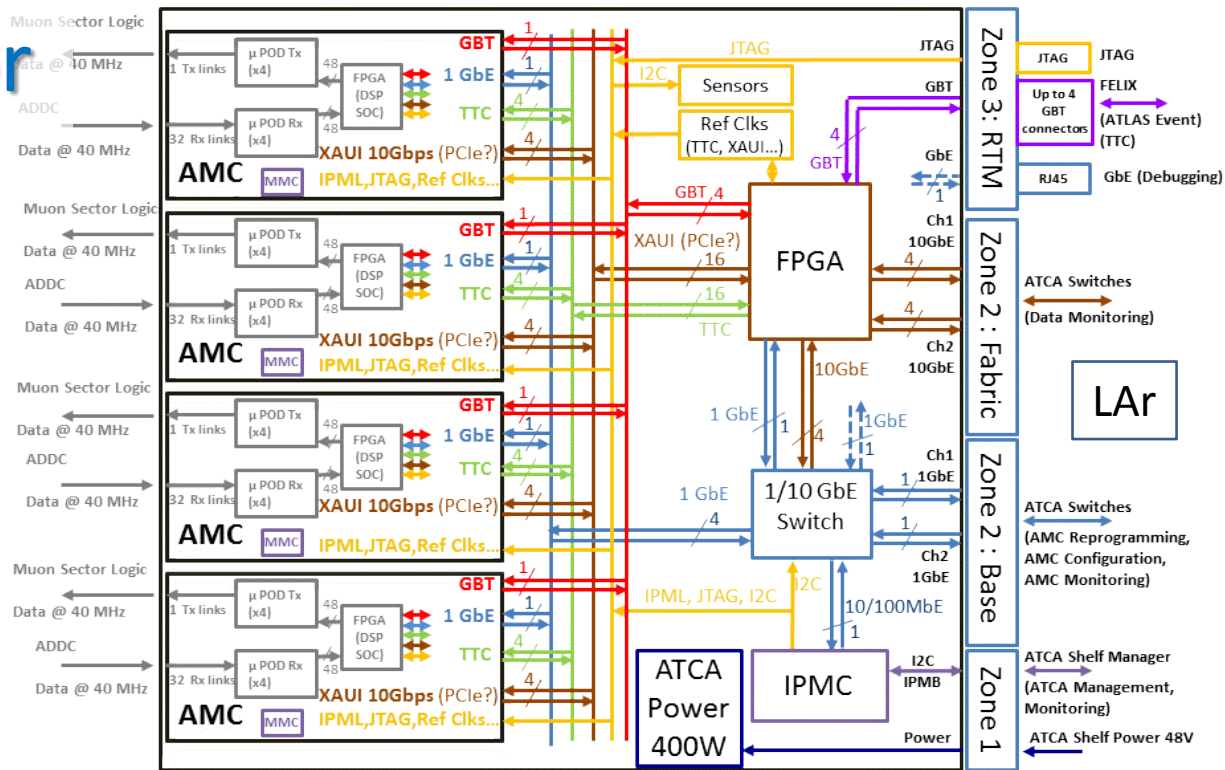 Muon Sector Logic
r
Data @ 40 MHz
ADDC
Data @ 40 MHz
1 Tx links
µ POD Tx
(x4)
48
FPGA
(DSP
SOC)
µ POD Rx
(x4)
48
32 Rx links
AMC
MMC
GBT
1
1 GbE
1
TTC
4
XAUI 10Gbps (PCIe?)
4
IPML,JTAG,Ref Clks...
Muon Sector Logic
Data @ 40 MHz
ADDC
Data @ 40 MHz
1 Tx links
µ POD Tx
(x4)
48
FPGA
(DSP
SOC)
µ POD Rx
(x4)
48
32 Rx links
AMC
MMC
GBT
1
1 GbE
1
TTC
4
XAUI 10Gbps (PCIe?)
4
IPML,JTAG,Ref Clks...
Muon Sector Logic
Data @ 40 MHz
ADDC
Data @ 40 MHz
1 Tx links
µ POD Tx
(x4)
48
FPGA
(DSP
SOC)
µ POD Rx
(x4)
48
32 Rx links
AMC
MMC
GBT
1
1 GbE
1
TTC
4
XAUI 10Gbps (PCIe?)
4
IPML,JTAG,Ref Clks...
Muon Sector Logic
Data @ 40 MHz
ADDC
Data @ 40 MHz
1 Tx links
µ POD Tx
(x4)
48
FPGA
(DSP
SOC)
µ POD Rx
(x4)
48
32 Rx links
AMC
MMC
GBT
1
1 GbE
1
TTC
4
XAUI 10Gbps (PCIe?)
4
IPML,JTAG,Ref Clks...
JTAG
JTAG
I2C
Sensors
Ref Clks
(TTC, XAUI...)
GBT
4
GBT
GbE
1
GBT
4
XAUI (PCIe?)
16
16
TTC
FPGA
Ch1
10GbE
4
4
Ch2
10GbE
10GbE
1 GbE
1
4
1GbE
1
1 GbE
4
1/10 GbE
Switch
Ch1
1GbE
1
1
Ch2
1GbE
I2C
IPML, JTAG, I2C
10/100MbE
1
ATCA
Power
400W
IPMC
I2C
IPMB
Power
Zone 3: RTM
Zone 2 : Fabric
Zone 2 : Base
Zone 1
JTAG
JTAG
Up to 4
GBT
connectors
FELIX
(ATLAS Event)
(TTC)
RJ45
GbE (Debugging)
ATCA Switches
(Data Monitoring)
LAr
ATCA Switches
(AMC Reprogramming,
AMC Configuration,
AMC Monitoring)
ATCA Shelf Manager
(ATCA Management,
Monitoring)
ATCA Shelf Power 48V